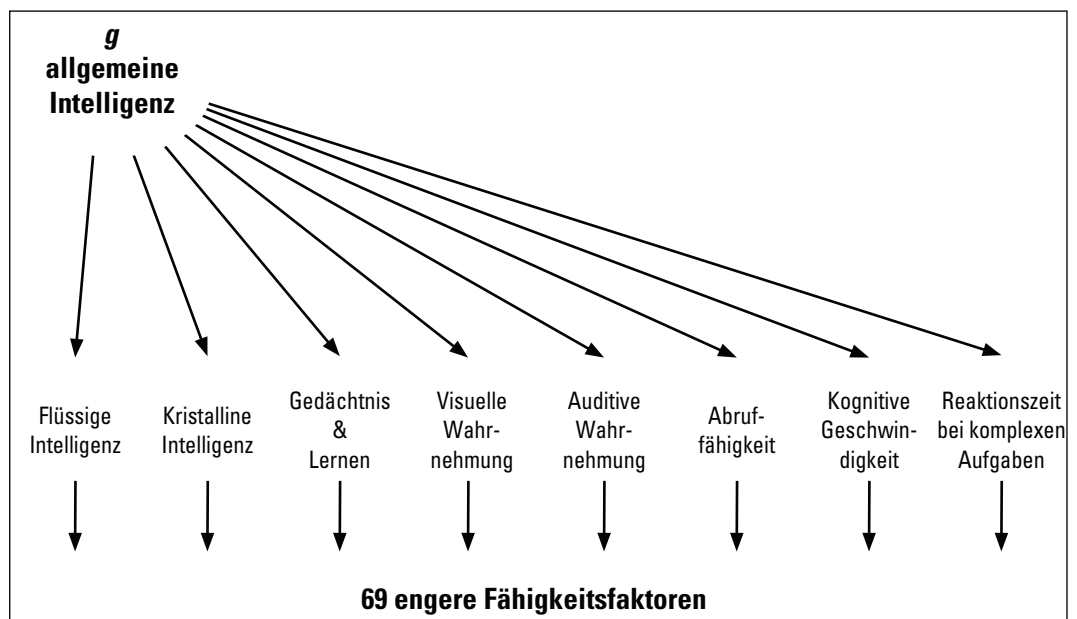 g
allgemeine
Intelligenz
Flüssige
Intelligenz
Kristalline
Intelligenz
Gedächtnis
&
Lernen
Visuelle
Wahr-
nehmung
Auditive
Wahr-
nehmung
Abruf-
fähigkeit
Kognitive
Geschwin-
digkeit
Reaktionszeit
bei komplexen
Aufgaben
69 engere Fähigkeitsfaktoren